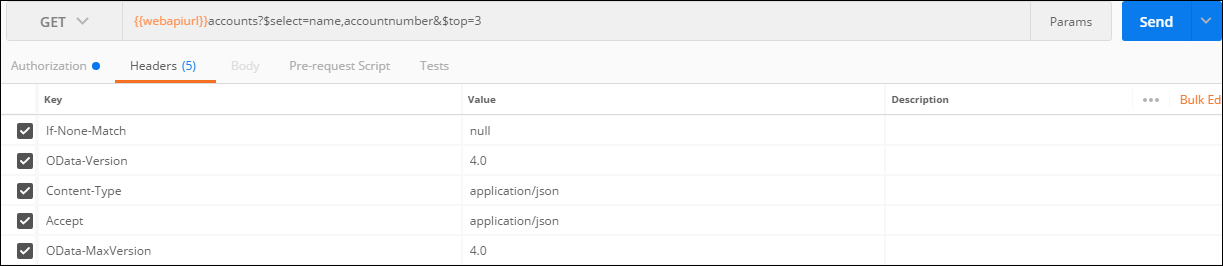 GET {{webapiurl}}accounts?$select=name,accountnumber&$top=3 Params Send
Authorization Headers (5) Body Pre-request Script Tests
Key Value Description ••• Bulk Ed
If-None-Match null
OData-Version 4.0
Content-Type application/json
Accept application/json
OData-MaxVersion 4.0